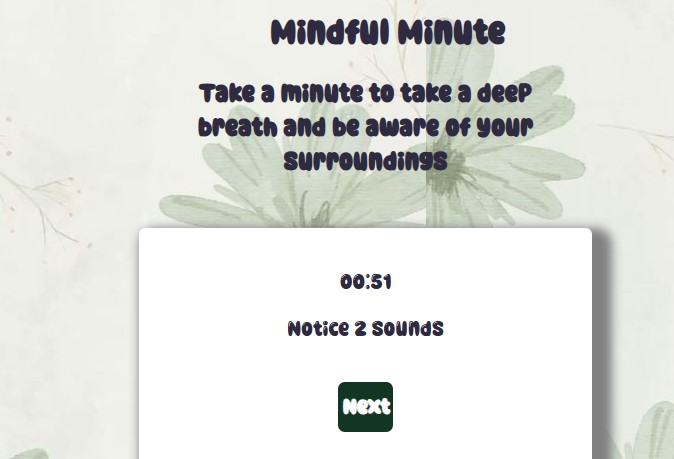 Mindful Minute
Take a minute to take a deep
breath and be aware of your
surroundings
00:51
Notice 2 sounds
Next